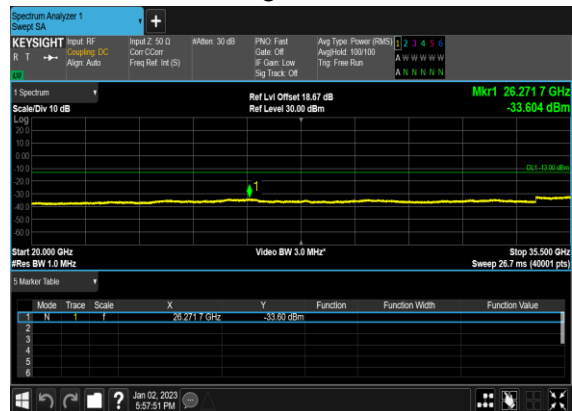 Spectrum Analyzer 1
Swept SA
+
KEYSIGHT Input: RF Input Z: 50 Ω #Atten: 30 dB PNO: Fast Avg Type: Power (RMS) 1 2 3 4 5 6
R T Coupling: DC Corr CCorr Gate: Off Avg|Hold: 100/100 A W W W W W
Align: Auto Freq Ref: Int (S) IF Gain: Low Trig: Free Run
Sig Track: Off A N N N N N
1 Spectrum Ref Lvl Offset 18.67 dB Mkr1 26.271 7 GHz
Scale/Div 10 dB Ref Level 30.00 dBm -33.604 dBm
Log
20.0
10.0
0.00
-10.0 DL1 -13.00 dBm
-20.0
-30.0 1
-40.0
-50.0
-60.0
Start 20.000 GHz Video BW 3.0 MHz* Stop 35.500 GHz
#Res BW 1.0 MHz Sweep 26.7 ms (40001 pts)
5 Marker Table
Mode Trace Scale X Y Function Function Width Function Value
1 N 1 f 26.271 7 GHz -33.60 dBm
2
3
4
5
6
? Jan 02, 2023
5:57:51 PM